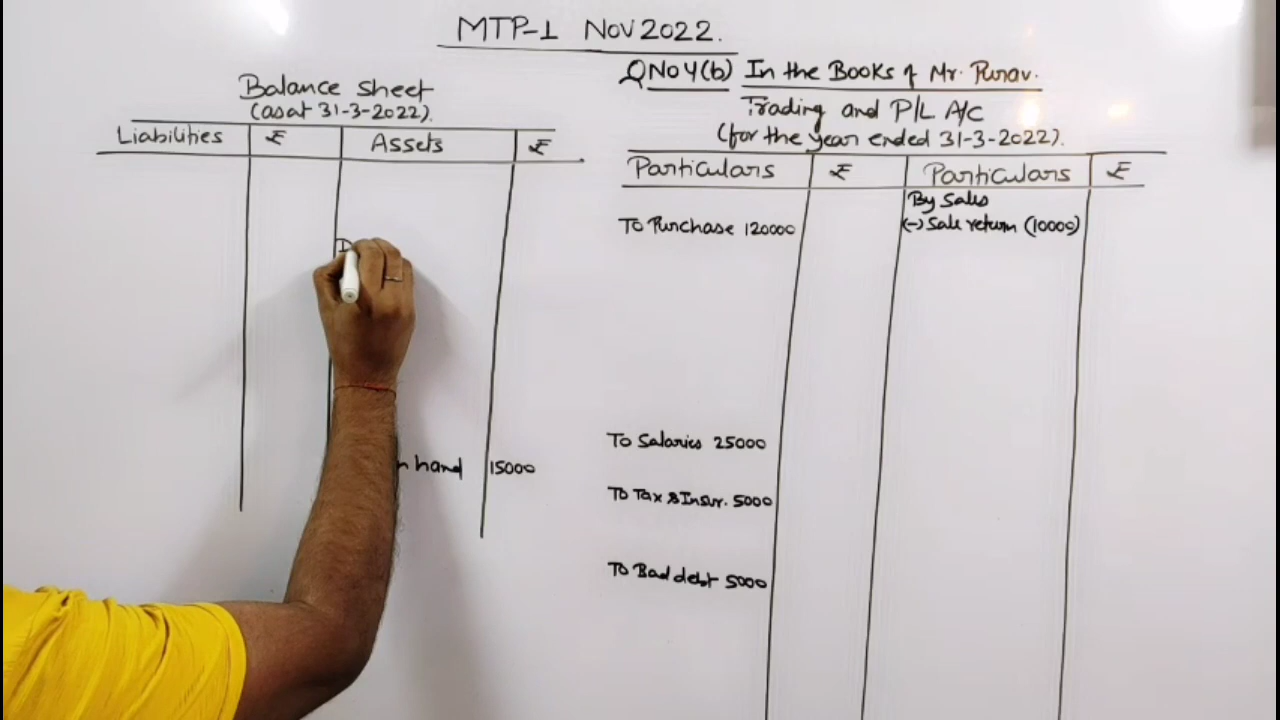 MTP-1 NOV 2022.
Balance sheet
(as at 31-3-2022).
Liabilities ₹ Assets ₹
hand 15000
QNo 4(b) In the Books of Mr. Purav.
Trading and P/L A/C
(for the year ended 31-3-2022).
Particulars ₹ Particulars ₹
By Sales
To Purchase 120000 (-) Sale return (10000)
To Salaries 25000
To Tax & Insur. 5000
To Bad debt 5000